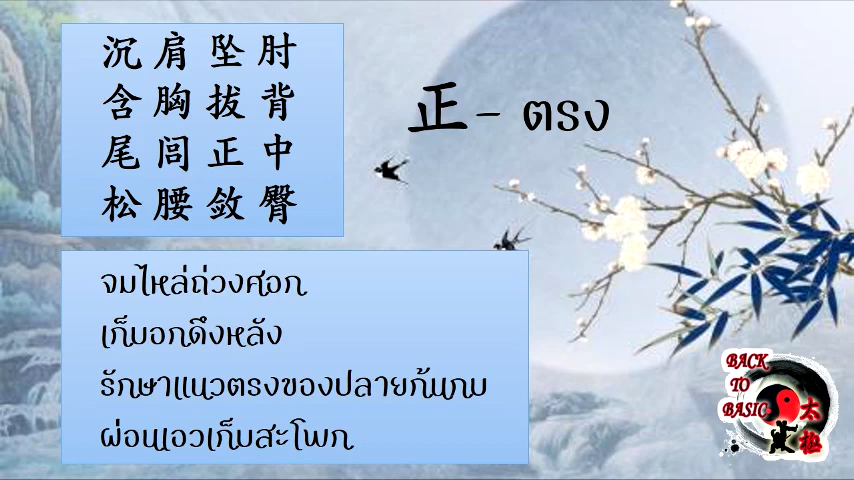 沉肩坠肘
含胸拔背
尾闾正中
松腰敛臀
正 - ตรง
จมไหล่ถ่วงศอก
เก็บอกดึงหลัง
รักษาแนวตรงของปลายก้นกบ
ผ่อนเอวเก็บสะโพก
BACK
TO
BASIC
太极